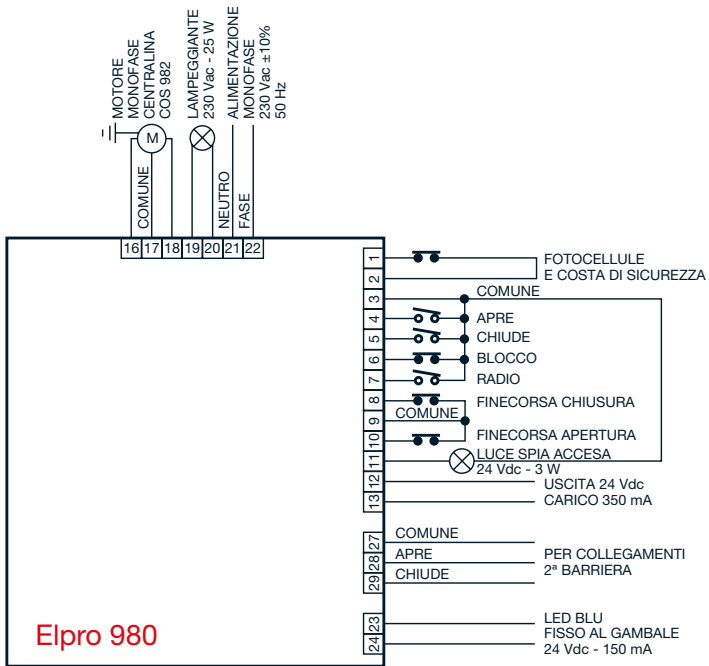 MOTORE
MONOFASE
CENTRALINA
COS 982
LAMPEGGIANTE
230 Vac - 25 W
ALIMENTAZIONE
MONOFASE
230 Vac ±10%
50 Hz
M
COMUNE
NEUTRO
FASE
16 17 18 19 20 21 22
1
FOTOCELLULE
2
E COSTA DI SICUREZZA
3
COMUNE
4
APRE
5
CHIUDE
6
BLOCCO
7
RADIO
8
FINECORSA CHIUSURA
9
COMUNE
10
FINECORSA APERTURA
11
LUCE SPIA ACCESA
24 Vdc - 3 W
12
USCITA 24 Vdc
13
CARICO 350 mA
27
COMUNE
28
APRE
PER COLLEGAMENTI
29
CHIUDE
2ª BARRIERA
23
LED BLU
FISSO AL GAMBALE
24
24 Vdc - 150 mA
Elpro 980